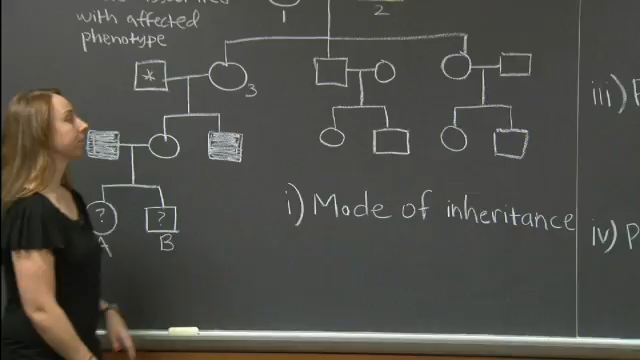 with affected
phenotype
1
2
*
3
?
?
A
B
i) Mode of inheritance
iii)
iv) P